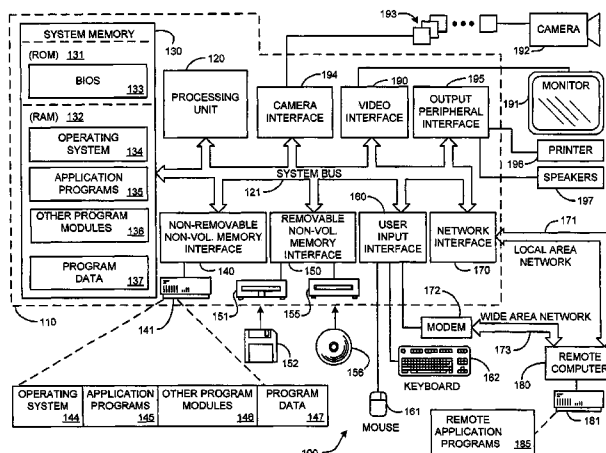 193
CAMERA
192
SYSTEM MEMORY
130
(ROM) 131
BIOS
133
120
PROCESSING
UNIT
194
CAMERA
INTERFACE
190
VIDEO
INTERFACE
195
OUTPUT
PERIPHERAL
INTERFACE
191
MONITOR
PRINTER
196
SPEAKERS
197
(RAM) 132
OPERATING
SYSTEM 134
APPLICATION
PROGRAMS 135
OTHER PROGRAM
MODULES 136
PROGRAM
DATA 137
SYSTEM BUS
121
160
NON-REMOVABLE
NON-VOL. MEMORY
INTERFACE
140
REMOVABLE
NON-VOL.
MEMORY
INTERFACE
150
USER
INPUT
INTERFACE
NETWORK
INTERFACE
170
171
LOCAL AREA
NETWORK
110
141
151
155
152
156
172
MODEM
WIDE AREA NETWORK
173
KEYBOARD
162
MOUSE
161
REMOTE
COMPUTER
180
181
OPERATING
SYSTEM 144
APPLICATION
PROGRAMS 145
OTHER PROGRAM
MODULES 146
PROGRAM
DATA 147
100
REMOTE
APPLICATION
PROGRAMS 185